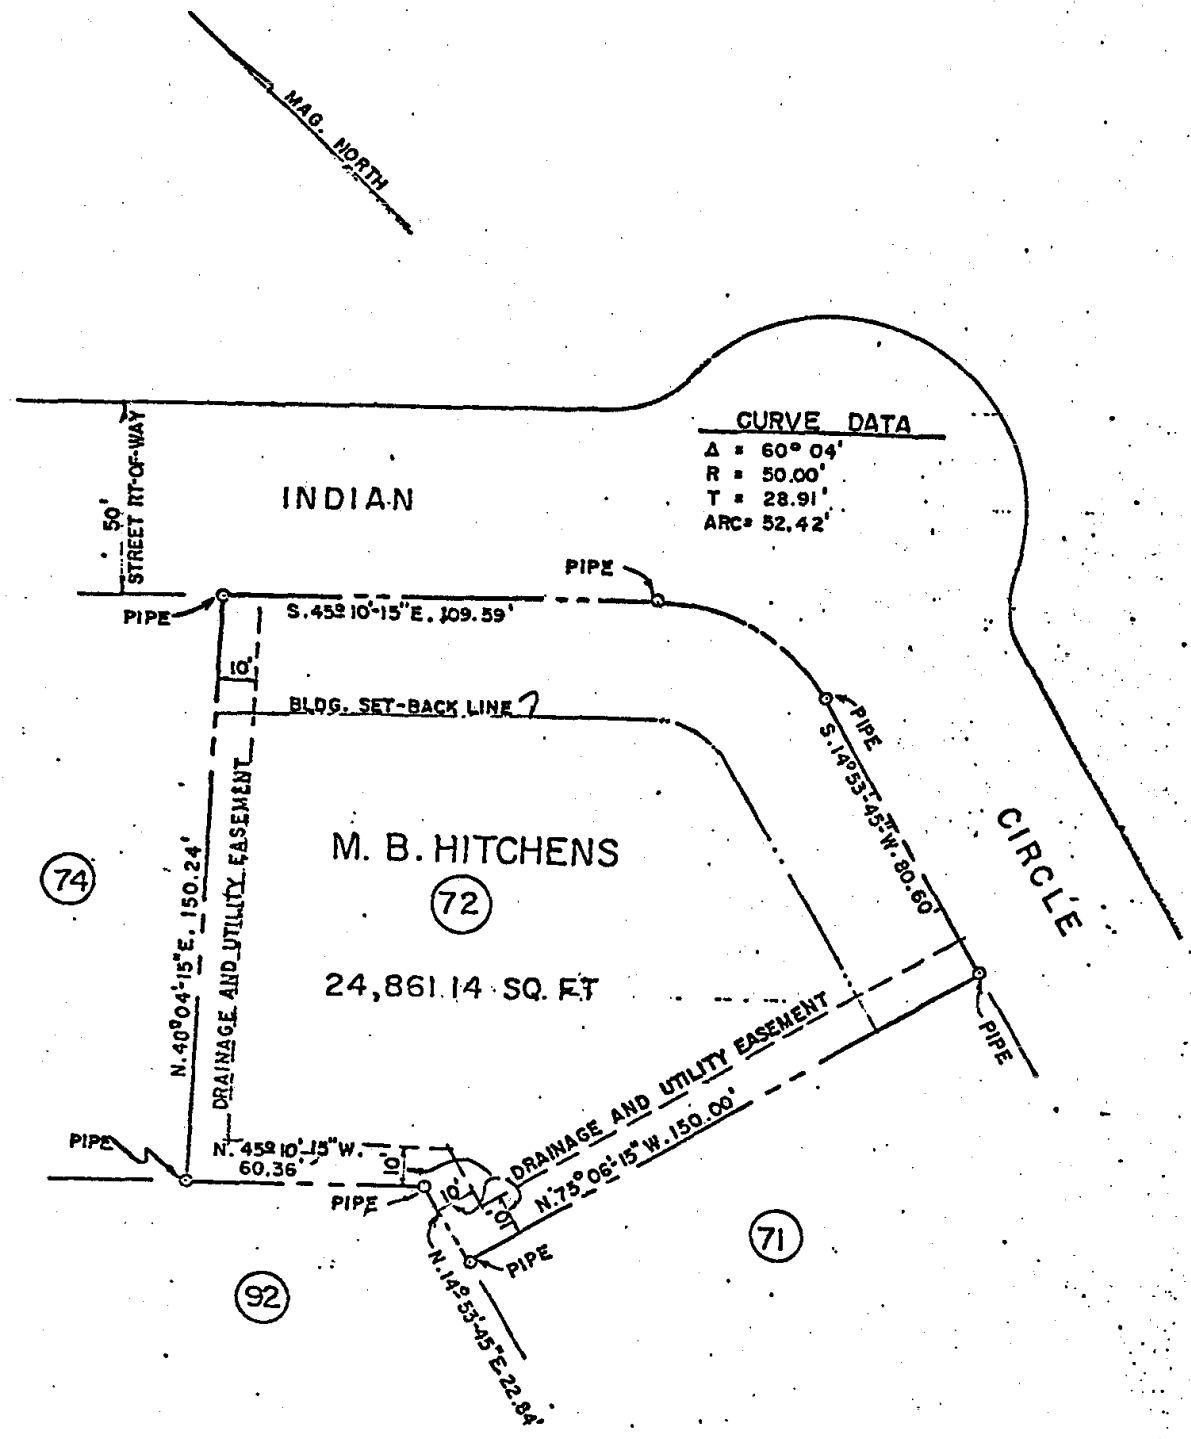 MAG. NORTH
CURVE DATA
Δ = 60° 04'
R = 50.00'
T = 28.91'
ARC= 52.42'
50'
STREET RT-OF-WAY
INDIAN
PIPE
PIPE
S.45° 10'-15"E. 109.59'
10'
BLDG. SET-BACK LINE
PIPE
S.14°53'-45"W. 80.60'
CIRCLE
M. B. HITCHENS
72
24,861.14 SQ. FT
74
N.40°04'-15"E. 150.24'
DRAINAGE AND UTILITY EASEMENT
DRAINAGE AND UTILITY EASEMENT
N.75°06'-15"W. 150.00'
PIPE
PIPE
N. 45° 10'-15" W.
60.36'
10'
PIPE
10'
10'
PIPE
N.14°53'-45"E. 22.84'
71
92